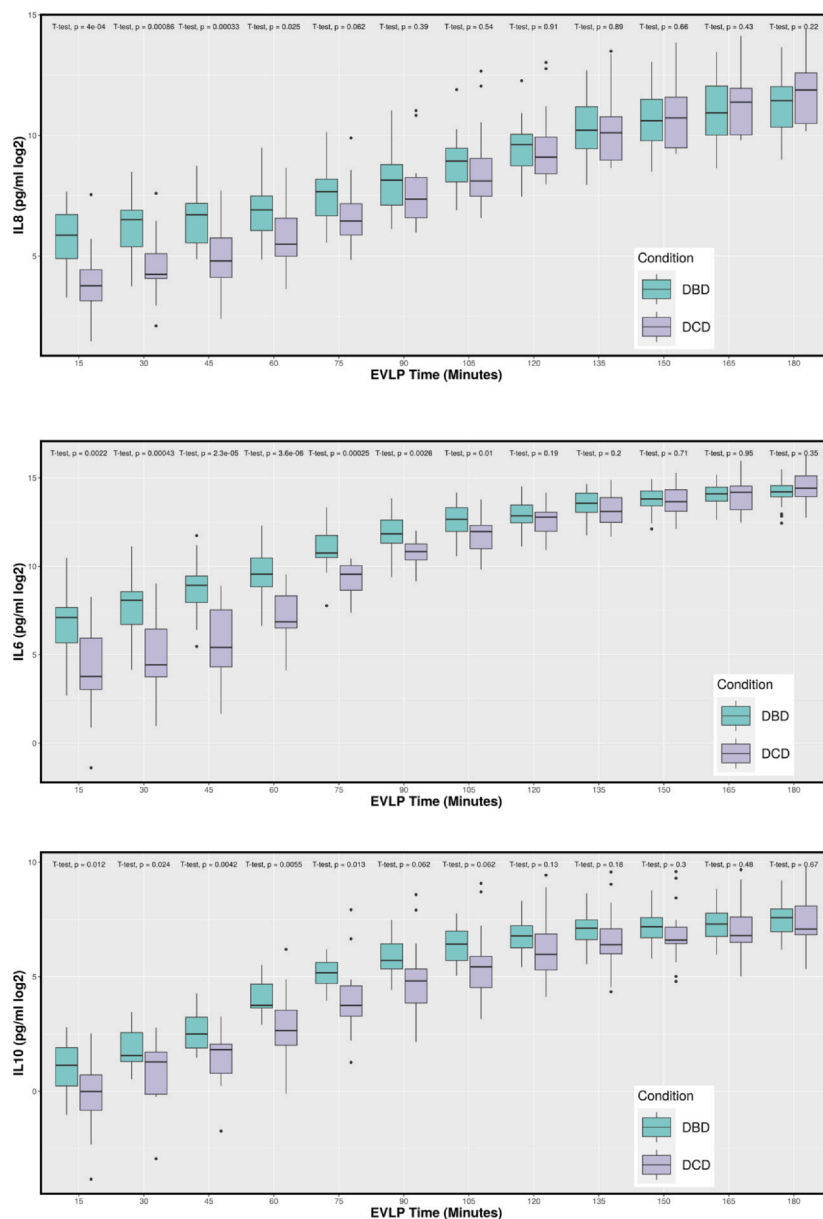 T-test, p = 4e-04 T-test, p = 0.00086 T-test, p = 0.00033 T-test, p = 0.025 T-test, p = 0.062 T-test, p = 0.39 T-test, p = 0.54 T-test, p = 0.91 T-test, p = 0.89 T-test, p = 0.66 T-test, p = 0.43 T-test, p = 0.22
15
10
5
IL8 (pg/ml log2)
Condition
DBD
DCD
15 30 45 60 75 90 105 120 135 150 165 180
EVLP Time (Minutes)
T-test, p = 0.0022 T-test, p = 0.00043 T-test, p = 2.3e-05 T-test, p = 3.6e-06 T-test, p = 0.00025 T-test, p = 0.0026 T-test, p = 0.01 T-test, p = 0.19 T-test, p = 0.2 T-test, p = 0.71 T-test, p = 0.95 T-test, p = 0.35
15
10
5
0
IL6 (pg/ml log2)
Condition
DBD
DCD
15 30 45 60 75 90 105 120 135 150 165 180
EVLP Time (Minutes)
T-test, p = 0.012 T-test, p = 0.024 T-test, p = 0.0042 T-test, p = 0.0055 T-test, p = 0.013 T-test, p = 0.062 T-test, p = 0.062 T-test, p = 0.13 T-test, p = 0.18 T-test, p = 0.3 T-test, p = 0.48 T-test, p = 0.67
10
5
0
IL10 (pg/ml log2)
Condition
DBD
DCD
15 30 45 60 75 90 105 120 135 150 165 180
EVLP Time (Minutes)